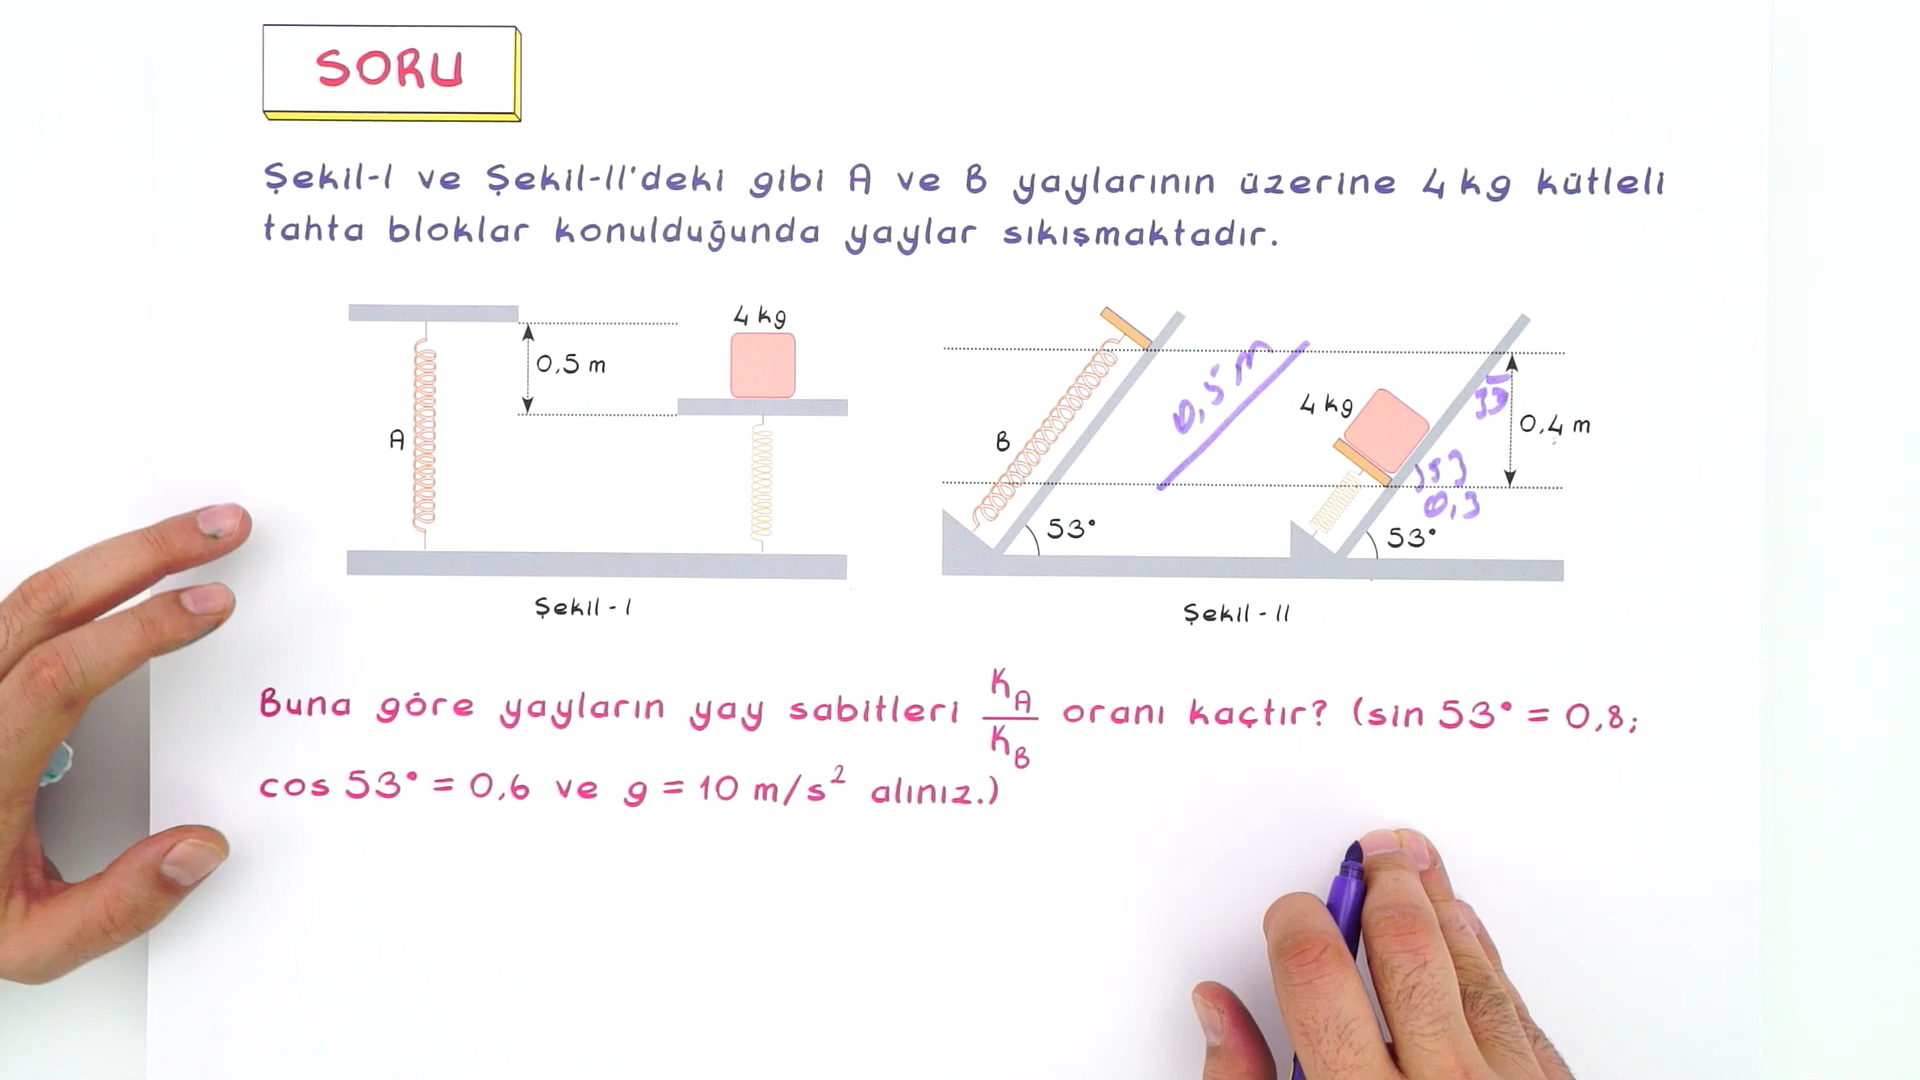 SORU
Şekil-I ve Şekil-II'deki gibi A ve B yaylarının üzerine 4 kg kütleli
tahta bloklar konulduğunda yaylar sıkışmaktadır.
4 kg
0,5 m
A
Şekil - I
0,5 m
4 kg
0,4 m
B
53
0,3
53°
53°
Şekil - II
Buna göre yayların yay sabitleri K_A/K_B oranı kaçtır? (sin 53° = 0,8;
cos 53° = 0,6 ve g = 10 m/s² alınız.)